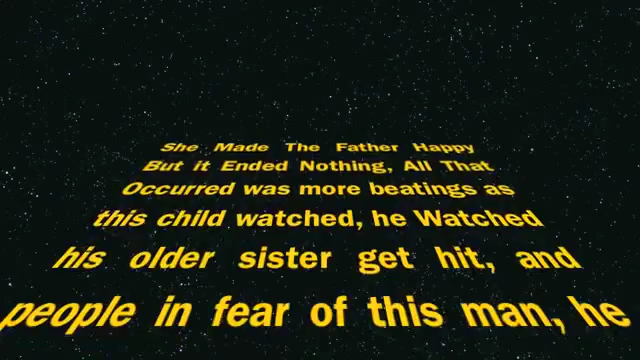 She Made The Father Happy
But it Ended Nothing, All That
Occurred was more beatings as
this child watched, he Watched
his older sister get hit, and
people in fear of this man, he